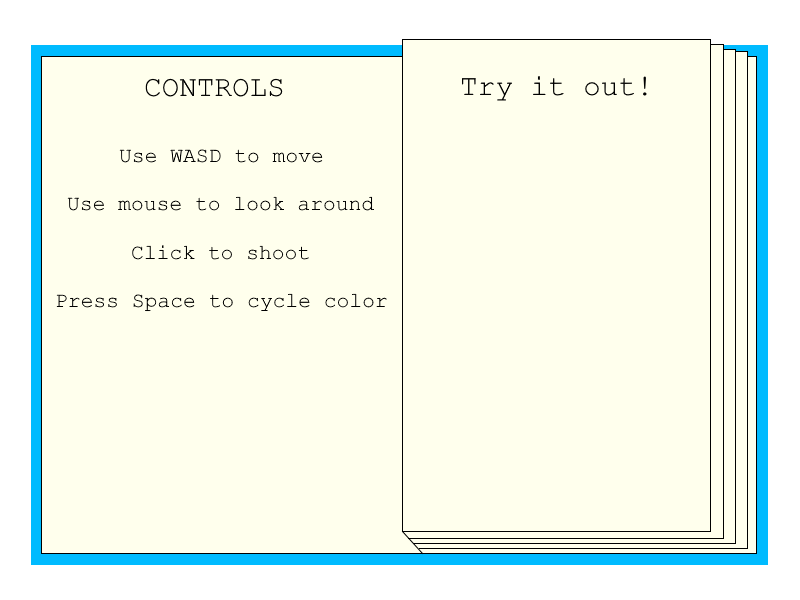 CONTROLS
Use WASD to move
Use mouse to look around
Click to shoot
Press Space to cycle color
Try it out!